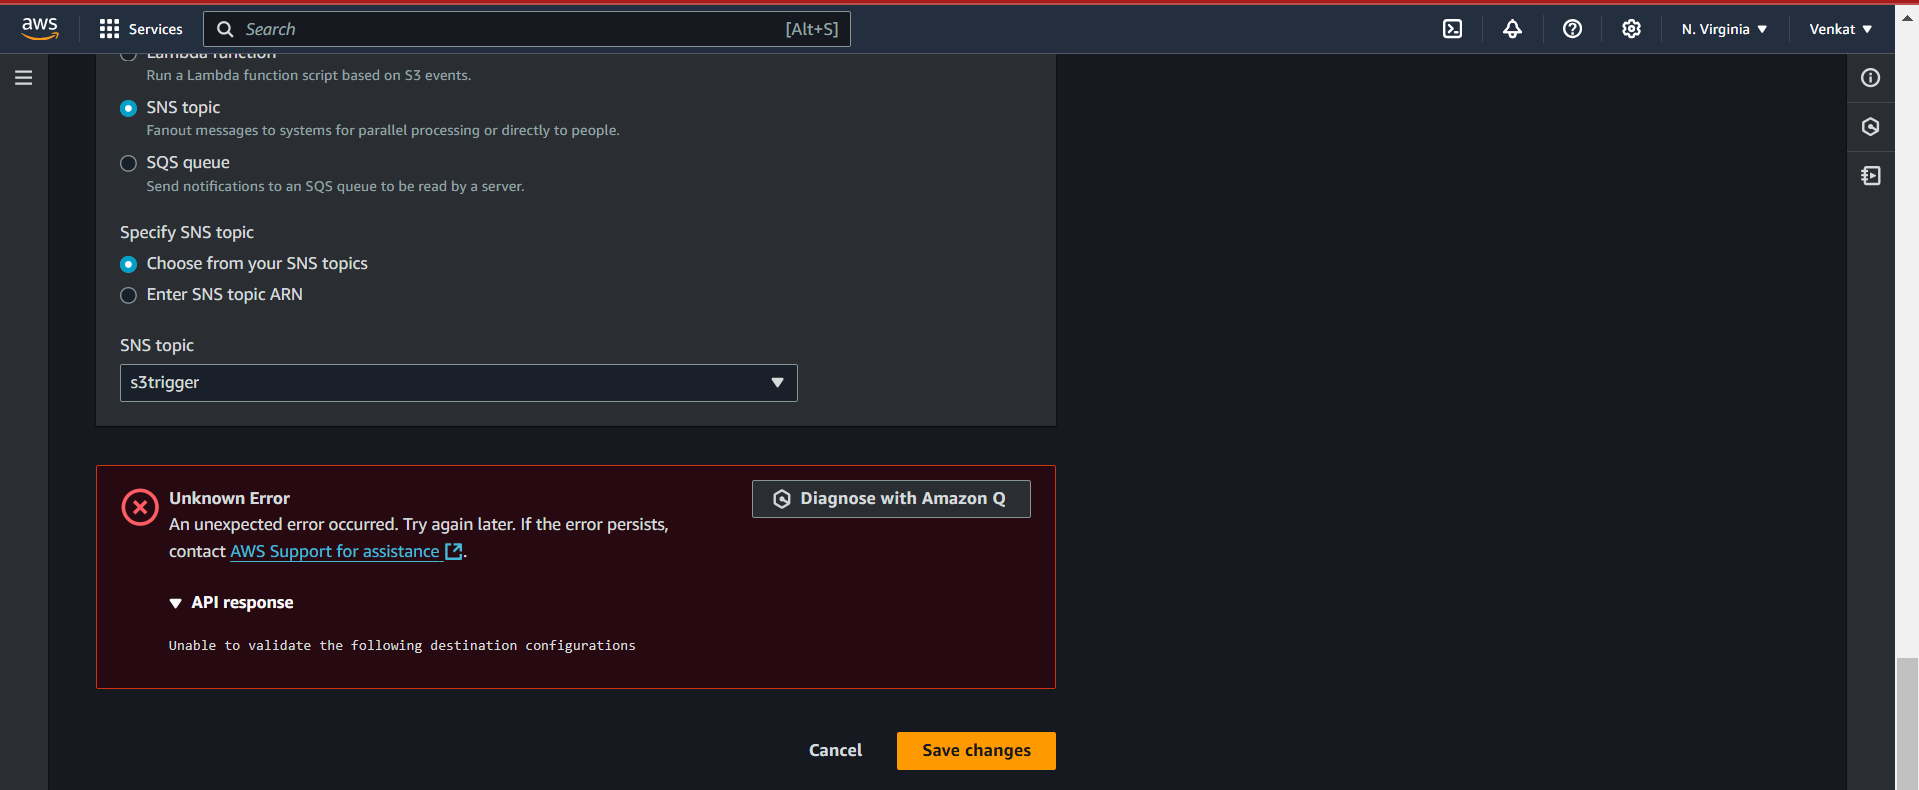 aws
Services
Search
[Alt+S]
N. Virginia
Venkat
Lambda function
Run a Lambda function script based on S3 events.
SNS topic
Fanout messages to systems for parallel processing or directly to people.
SQS queue
Send notifications to an SQS queue to be read by a server.
Specify SNS topic
Choose from your SNS topics
Enter SNS topic ARN
SNS topic
s3trigger
Unknown Error
Diagnose with Amazon Q
An unexpected error occurred. Try again later. If the error persists,
contact AWS Support for assistance.
API response
Unable to validate the following destination configurations
Cancel
Save changes